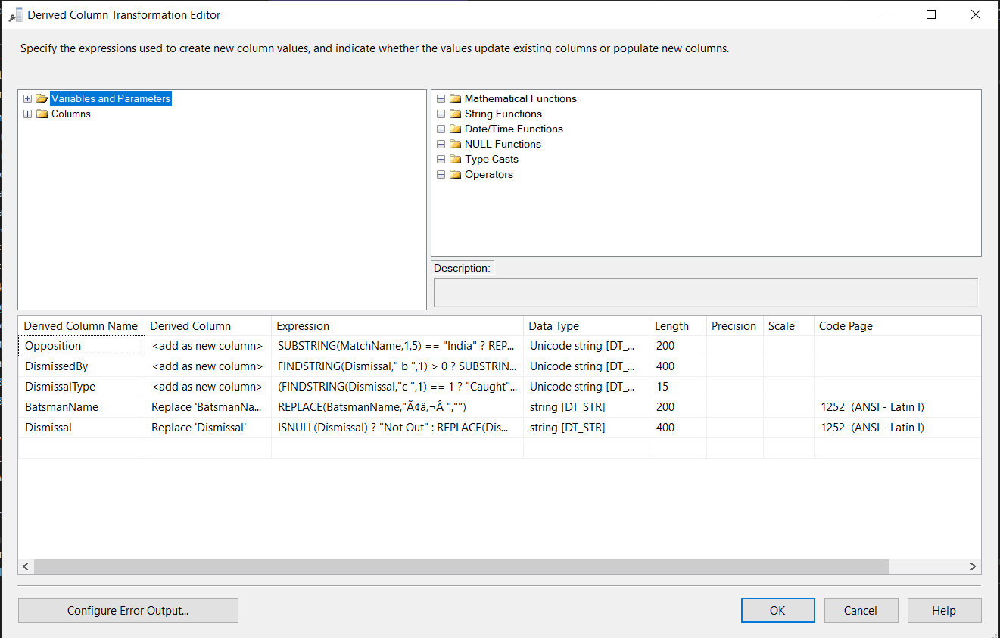 Derived Column Transformation Editor
Specify the expressions used to create new column values, and indicate whether the values update existing columns or populate new columns.
Variables and Parameters
Columns
Mathematical Functions
String Functions
Date/Time Functions
NULL Functions
Type Casts
Operators
Description:
Derived Column Name Derived Column Expression Data Type Length Precision Scale Code Page
Opposition <add as new column> SUBSTRING(MatchName,1,5) == "India" ? REP... Unicode string [DT_... 200
DismissedBy <add as new column> FINDSTRING(Dismissal," b ",1) > 0 ? SUBSTRIN... Unicode string [DT_... 400
DismissalType <add as new column> (FINDSTRING(Dismissal,"c ",1) == 1 ? "Caught"... Unicode string [DT_... 15
BatsmanName Replace 'BatsmanNa... REPLACE(BatsmanName,"Ã¢â‚¬Â ","") string [DT_STR] 200 1252 (ANSI - Latin I)
Dismissal Replace 'Dismissal' ISNULL(Dismissal) ? "Not Out" : REPLACE(Dis... string [DT_STR] 400 1252 (ANSI - Latin I)
Configure Error Output... OK Cancel Help